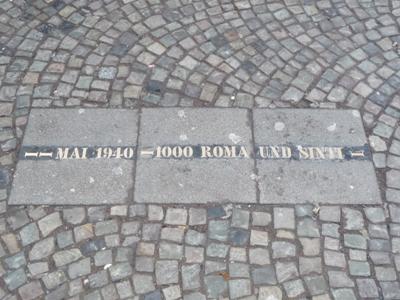 MAI 1940 — 1000 ROMA UND SINTI